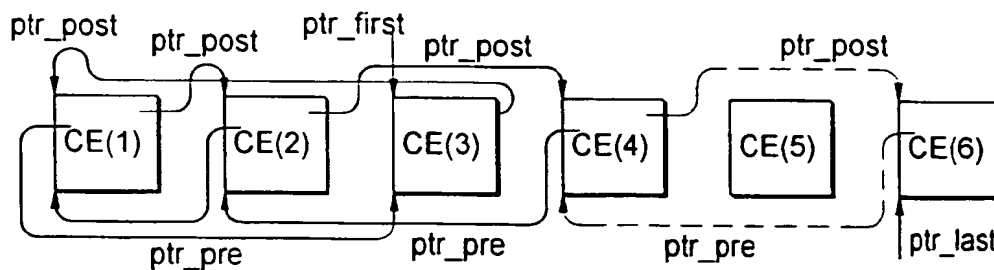 ptr_post
ptr_post
ptr_first
ptr_post
ptr_post
CE(1)
CE(2)
CE(3)
CE(4)
CE(5)
CE(6)
ptr_pre
ptr_pre
ptr_pre
ptr_last